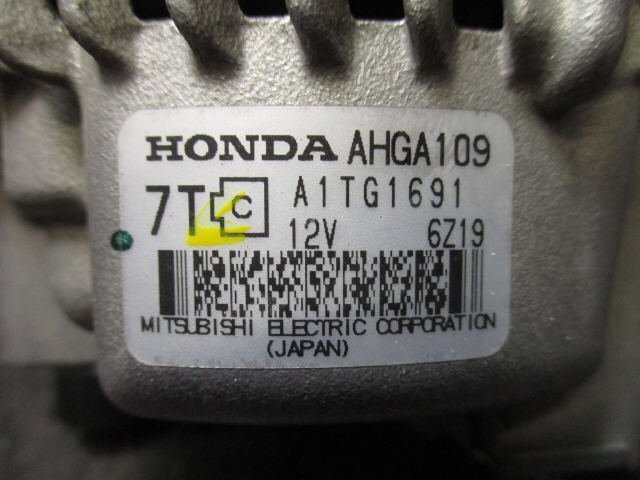 HONDA AHGA109
7T C A1TG1691
12V 6Z19
MITSUBISHI ELECTRIC CORPORATION
(JAPAN)